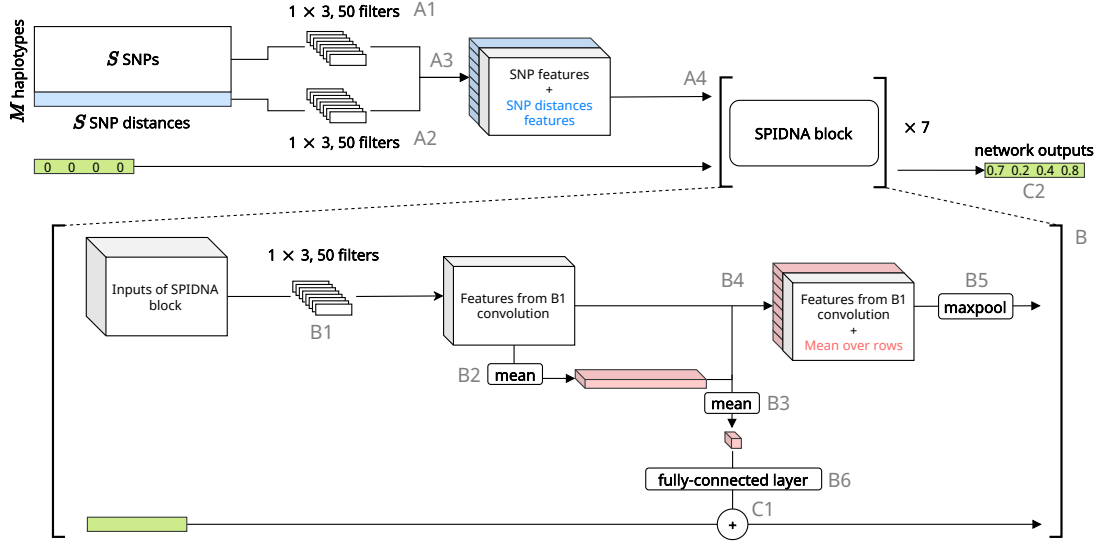 1 × 3, 50 filters
A1
M haplotypes
S SNPs
A3
SNP features
+
SNP distances
features
A4
S SNP distances
1 × 3, 50 filters
A2
SPIDNA block
× 7
0 0 0 0
network outputs
0.7 0.2 0.4 0.8
C2
B
1 × 3, 50 filters
Inputs of SPIDNA
block
B1
Features from B1
convolution
B4
Features from B1
convolution
+
Mean over rows
B5
maxpool
B2
mean
mean
B3
fully-connected layer
B6
C1
+